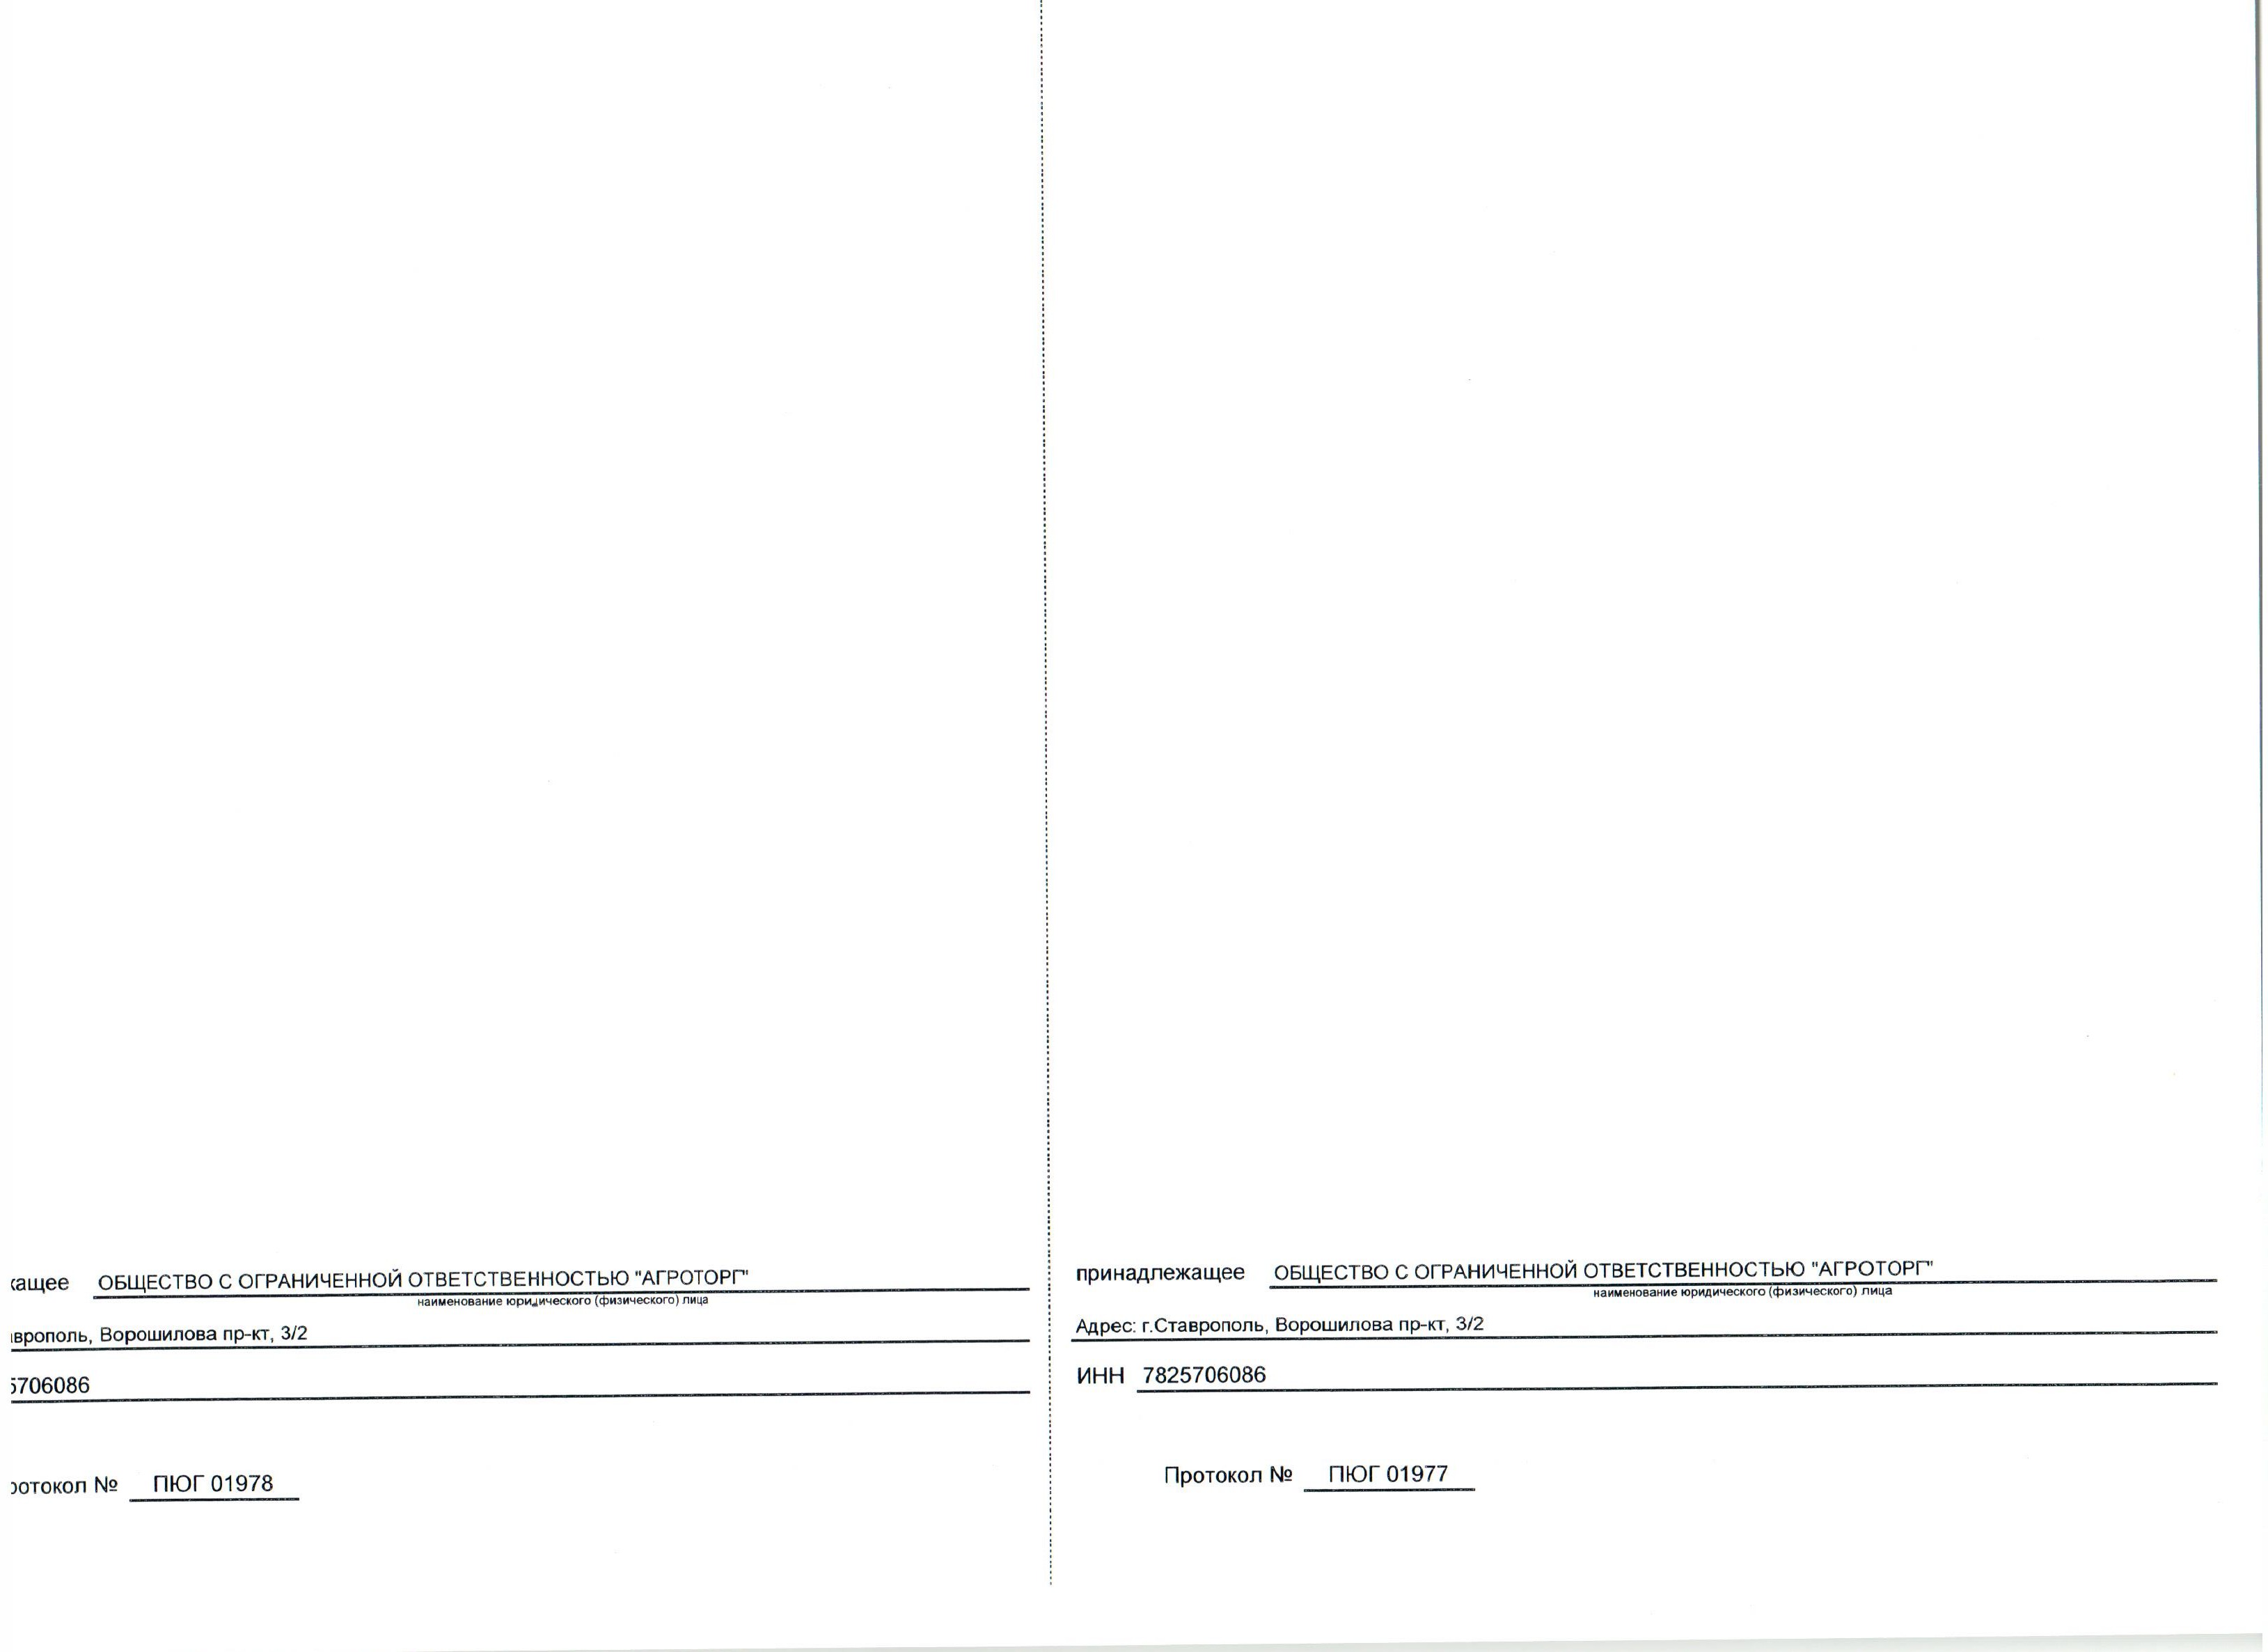 кащее ОБЩЕСТВО С ОГРАНИЧЕННОЙ ОТВЕТСТВЕННОСТЬЮ "АГРОТОРГ"
наименование юридического (физического) лица
врополь, Ворошилова пр-кт, 3/2
5706086
ротокол № ПЮГ 01978
принадлежащее ОБЩЕСТВО С ОГРАНИЧЕННОЙ ОТВЕТСТВЕННОСТЬЮ "АГРОТОРГ"
наименование юридического (физического) лица
Адрес: г.Ставрополь, Ворошилова пр-кт, 3/2
ИНН 7825706086
Протокол № ПЮГ 01977